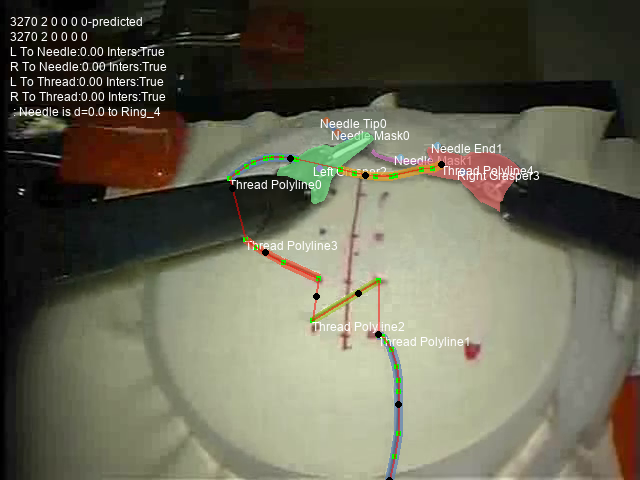 3270 2 0 0 0 0-predicted
3270 2 0 0 0 0
L To Needle:0.00 Inters:True
R To Needle:0.00 Inters:True
L To Thread:0.00 Inters:True
R To Thread:0.00 Inters:True
: Needle is d=0.0 to Ring_4
Needle Tip0
Needle Mask0
Needle End1
Needle Mask1
Left Grasper2
Thread Polyline4
Right Grasper3
Thread Polyline0
Thread Polyline3
Thread Polyline2
Thread Polyline1